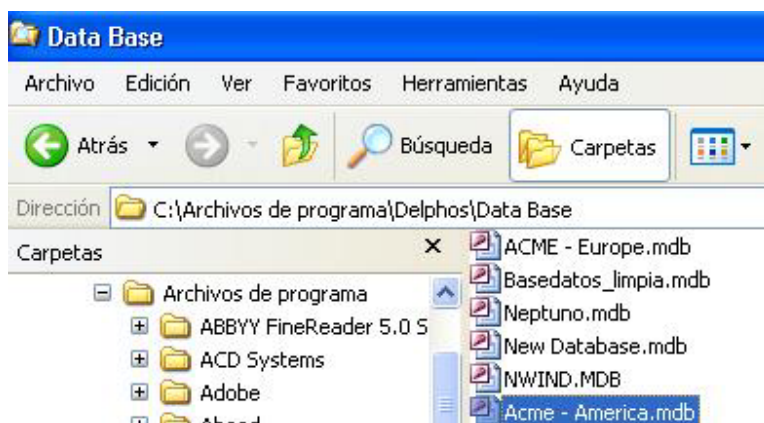 Data Base
Archivo Edición Ver Favoritos Herramientas Ayuda
Atrás Búsqueda Carpetas
Dirección C:\Archivos de programa\Delphos\Data Base
Carpetas
Archivos de programa
ABBYY FineReader 5.0 S
ACD Systems
Adobe
Ahead
ACME - Europe.mdb
Basedatos_limpia.mdb
Neptuno.mdb
New Database.mdb
NWIND.MDB
Acme - America.mdb